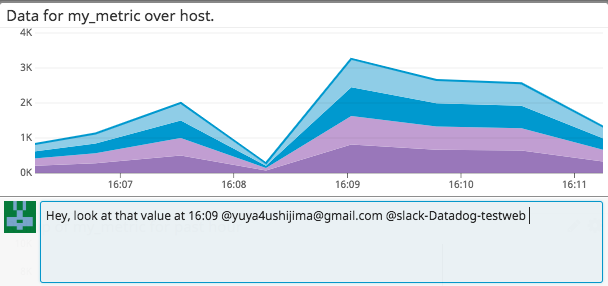 Data for my_metric over host.
4K
3K
2K
1K
0K
16:07 16:08 16:09 16:10 16:11
Hey, look at that value at 16:09 @yuya4ushijima@gmail.com @slack-Datadog-testweb